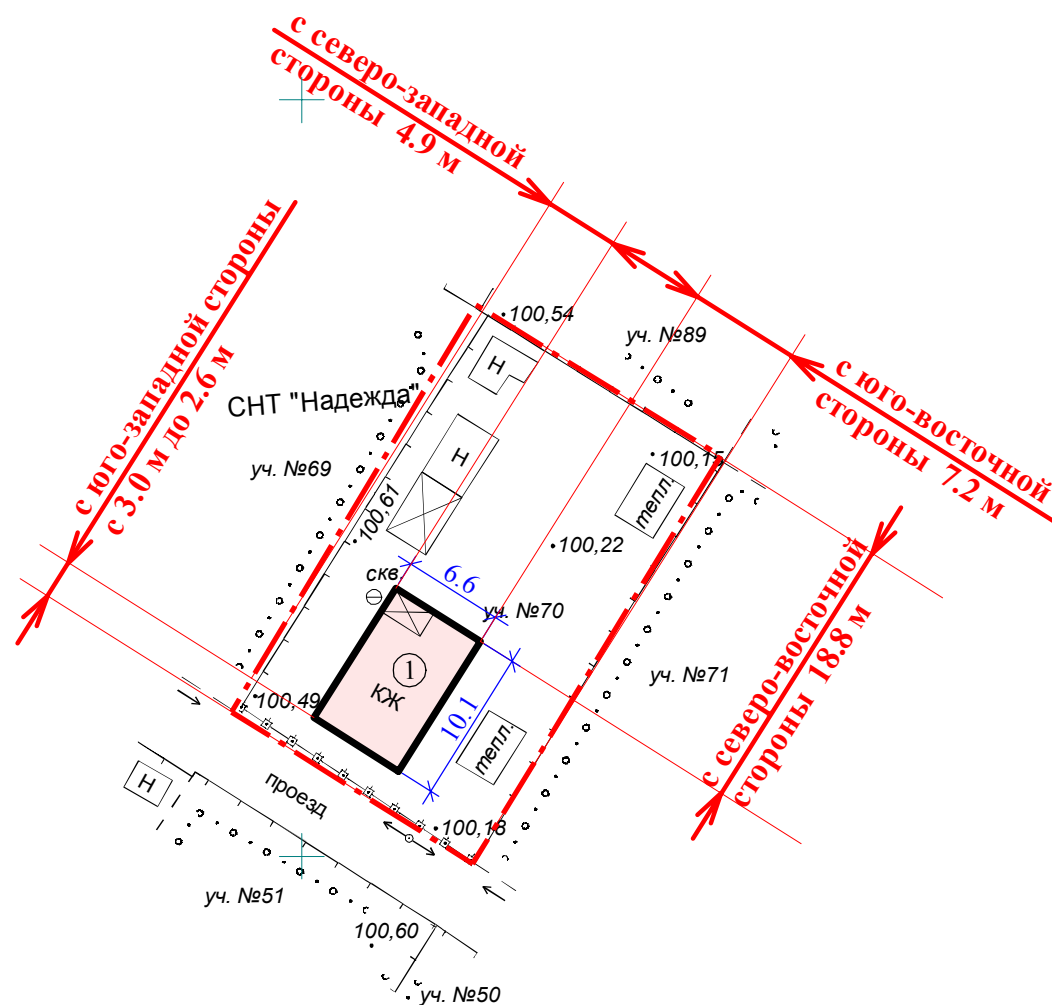 с северо-западной
стороны 4.9 м
с юго-западной стороны
с 3.0 м до 2.6 м
100,54
уч. №89
Н
СНТ "Надежда"
с юго-восточной
стороны 7.2 м
уч. №69
Н
100,15
тепл.
100,61
100,22
скв.
6.6
уч. №70
с северо-восточной
стороны 18.8 м
1
КЖ
уч. №71
100,49
10.1
тепл.
Н
проезд
100,18
уч. №51
100,60
уч. №50